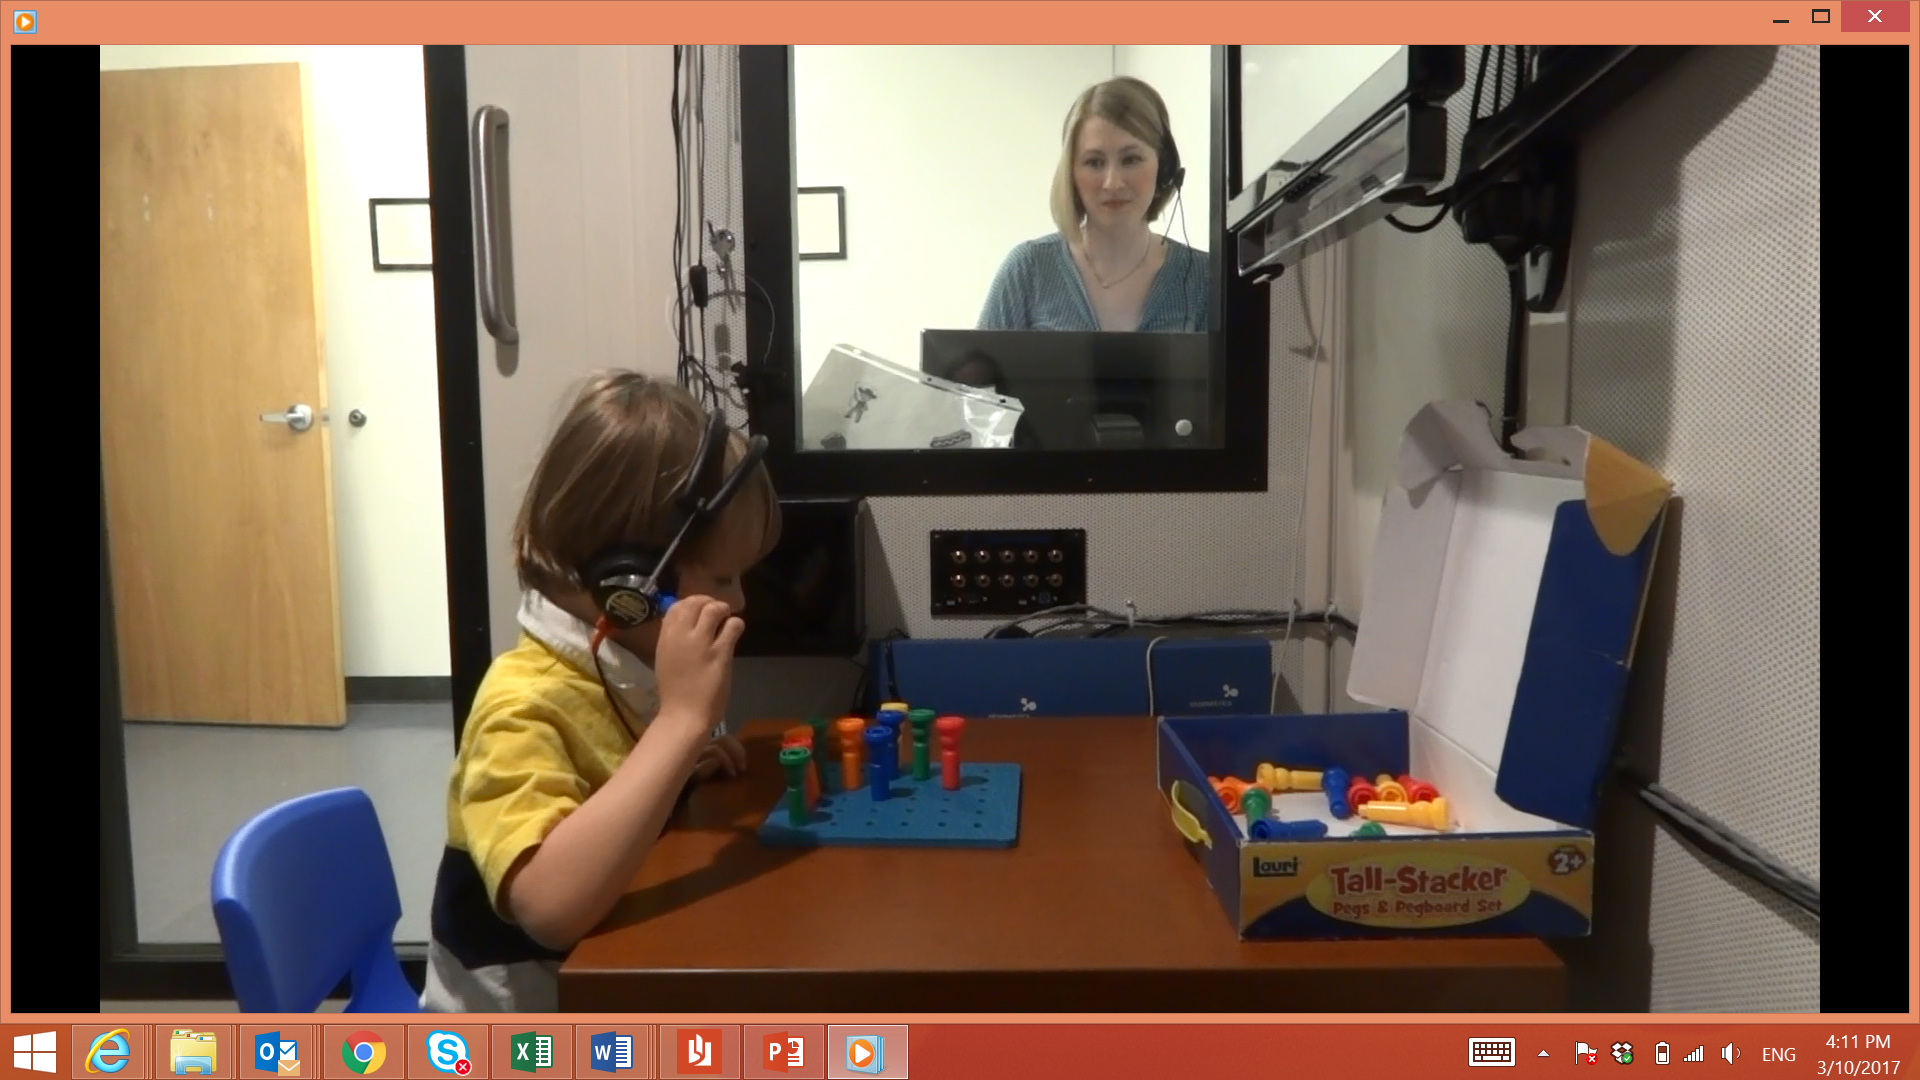 Lauri
Tall-Stacker
Pegs & Pegboard Set
2+
ENG
4:11 PM
3/10/2017